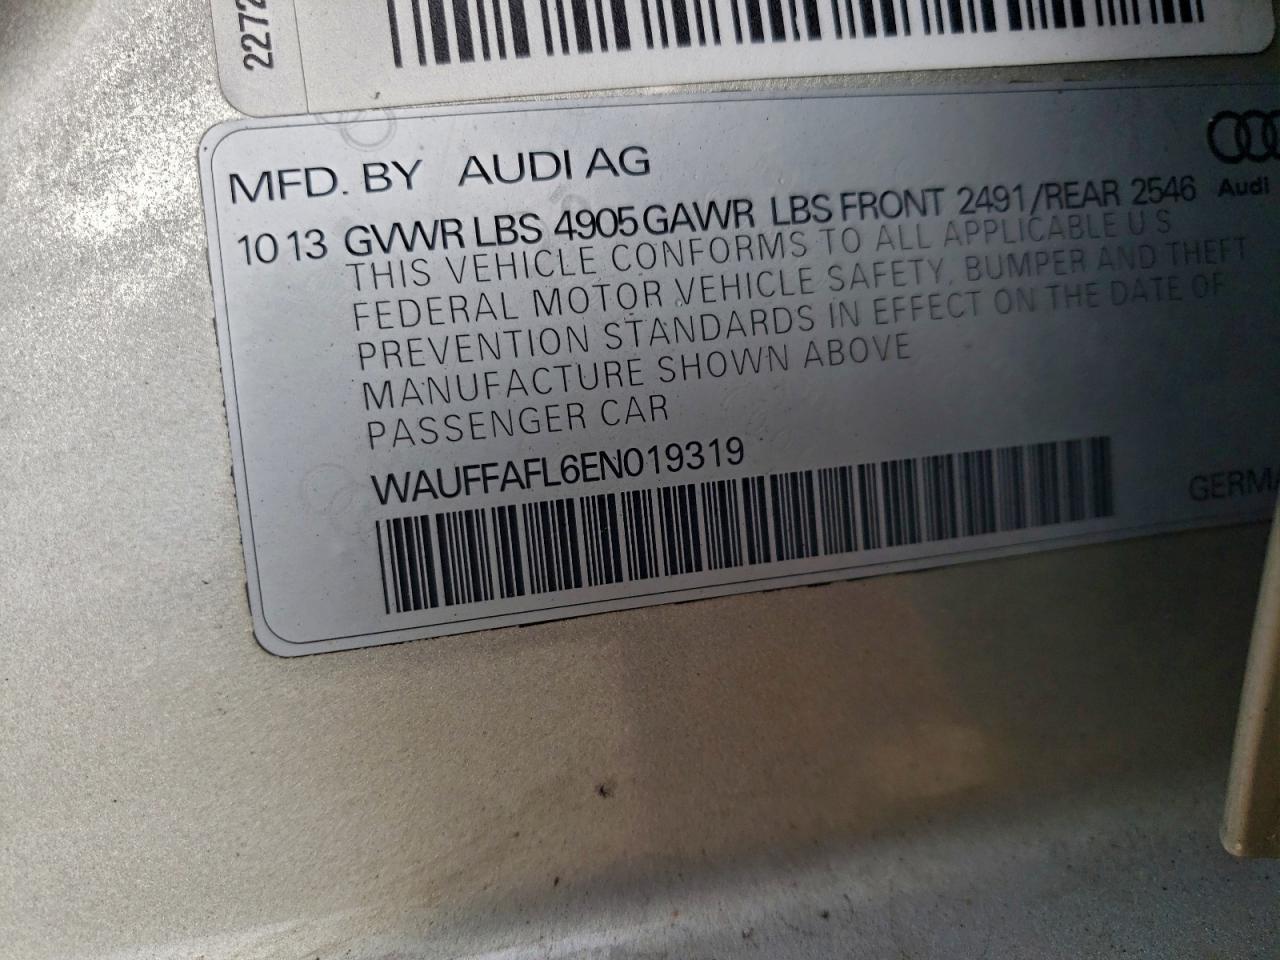 2272
MFD. BY AUDI AG
10 13 GVWR LBS 4905 GAWR LBS FRONT 2491/REAR 2546
Audi
THIS VEHICLE CONFORMS TO ALL APPLICABLE U S
FEDERAL MOTOR VEHICLE SAFETY, BUMPER AND THEFT
PREVENTION STANDARDS IN EFFECT ON THE DATE OF
MANUFACTURE SHOWN ABOVE
PASSENGER CAR
WAUFFAFL6EN019319
GERMA